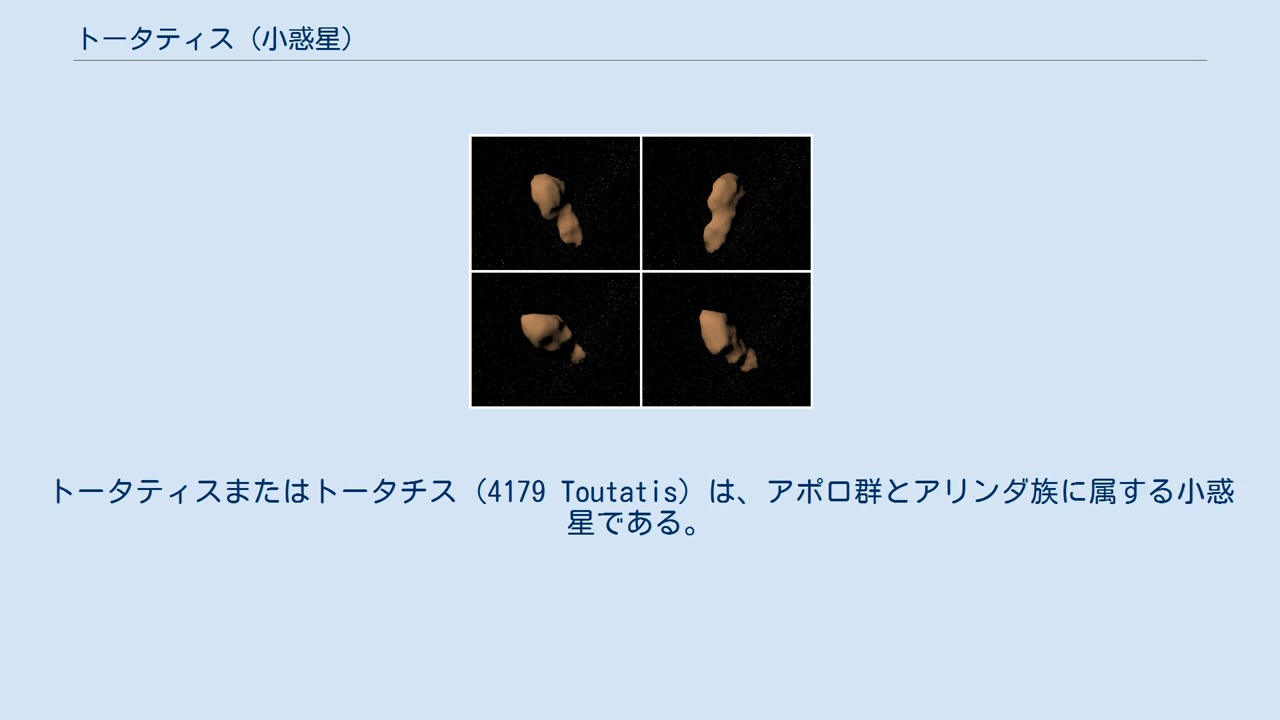 トータティス（小惑星）
トータティスまたはトータチス（4179 Toutatis）は、アポロ群とアリンダ族に属する小惑
星である。